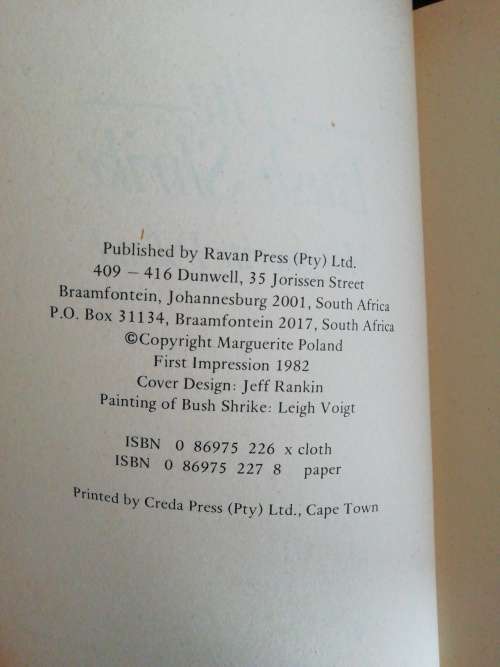 Published by Ravan Press (Pty) Ltd.
409 – 416 Dunwell, 35 Jorissen Street
Braamfontein, Johannesburg 2001, South Africa
P.O. Box 31134, Braamfontein 2017, South Africa
©Copyright Marguerite Poland
First Impression 1982
Cover Design: Jeff Rankin
Painting of Bush Shrike: Leigh Voigt
ISBN 0 86975 226 x cloth
ISBN 0 86975 227 8 paper
Printed by Creda Press (Pty) Ltd., Cape Town